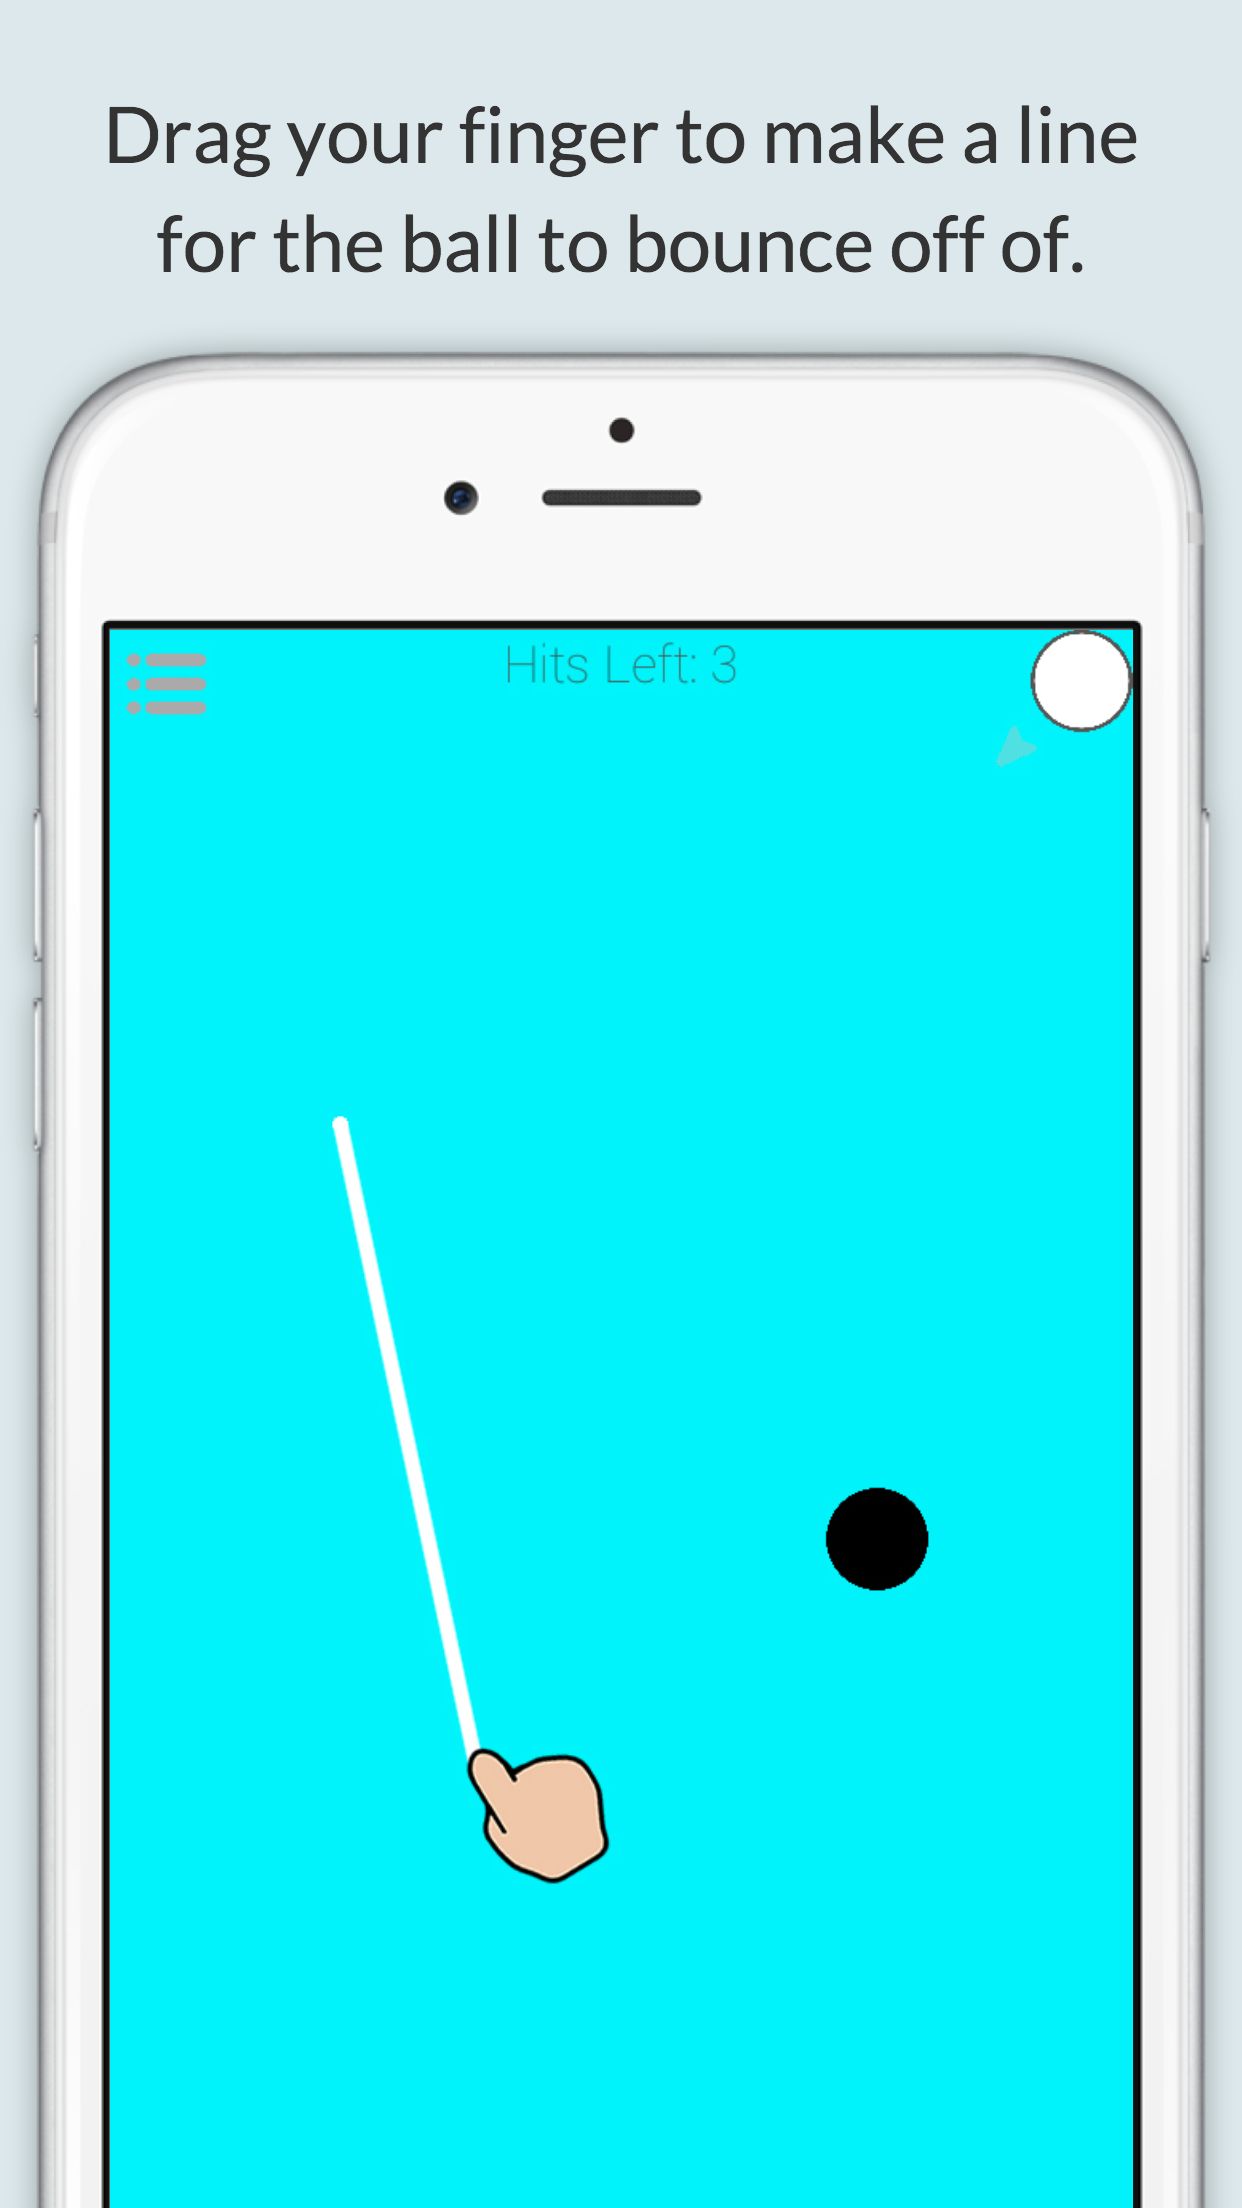 Drag your finger to make a line
for the ball to bounce off of.
Hits Left: 3